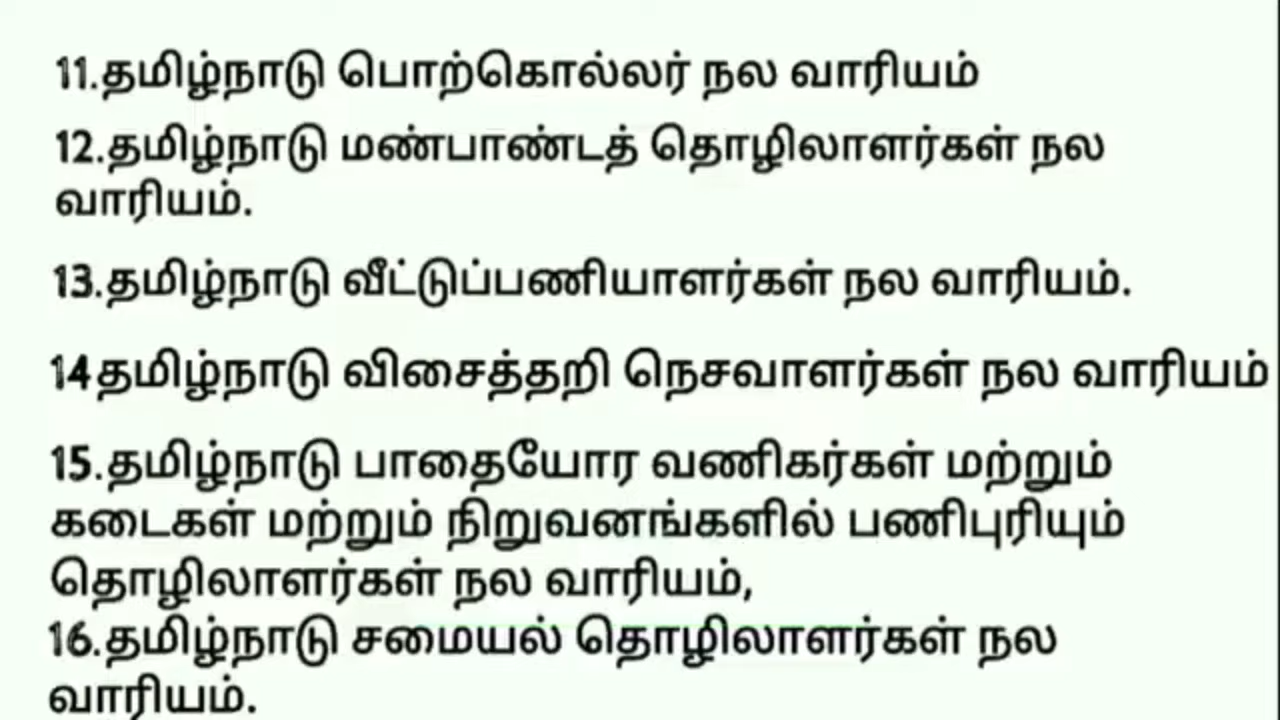 11.தமிழ்நாடு பொற்கொல்லர் நல வாரியம்
12.தமிழ்நாடு மண்பாண்டத் தொழிலாளர்கள் நல
வாரியம்.
13.தமிழ்நாடு வீட்டுப்பணியாளர்கள் நல வாரியம்.
14தமிழ்நாடு விசைத்தறி நெசவாளர்கள் நல வாரியம்
15.தமிழ்நாடு பாதையோர வணிகர்கள் மற்றும்
கடைகள் மற்றும் நிறுவனங்களில் பணிபுரியும்
தொழிலாளர்கள் நல வாரியம்,
16.தமிழ்நாடு சமையல் தொழிலாளர்கள் நல
வாரியம்.